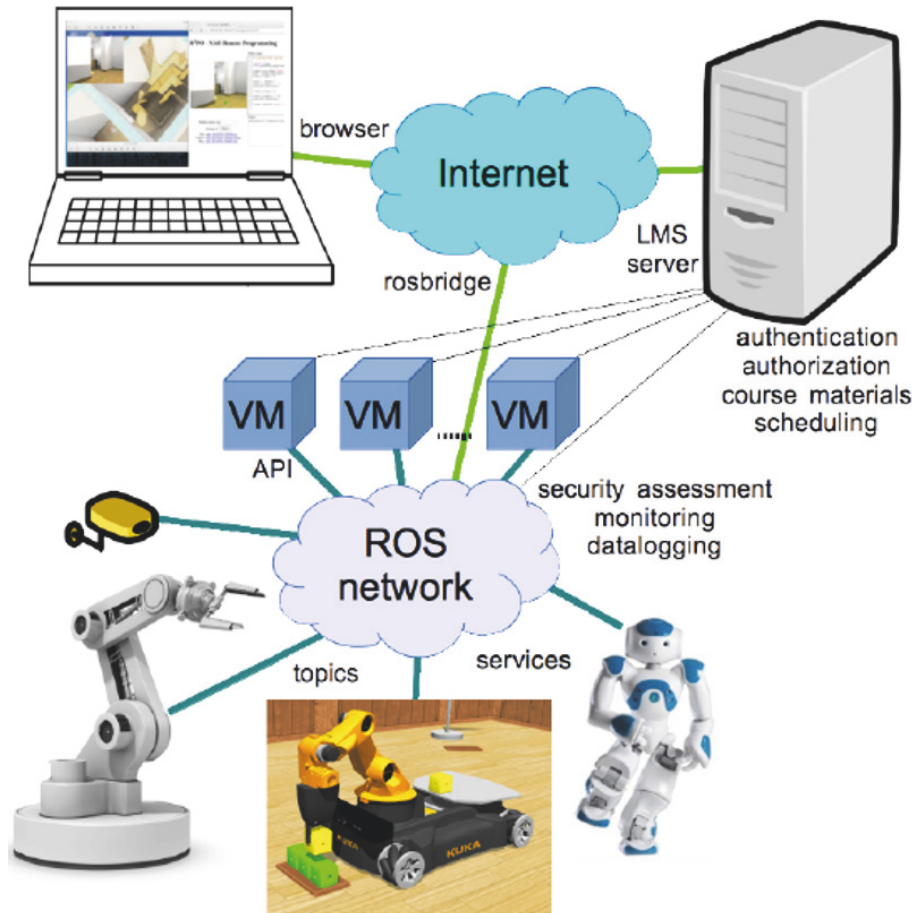 browser
Internet
LMS
server
rosbridge
authentication
authorization
course materials
scheduling
VM
VM
VM
API
security assessment
monitoring
datalogging
ROS
network
topics
services
KUKA
KUKA